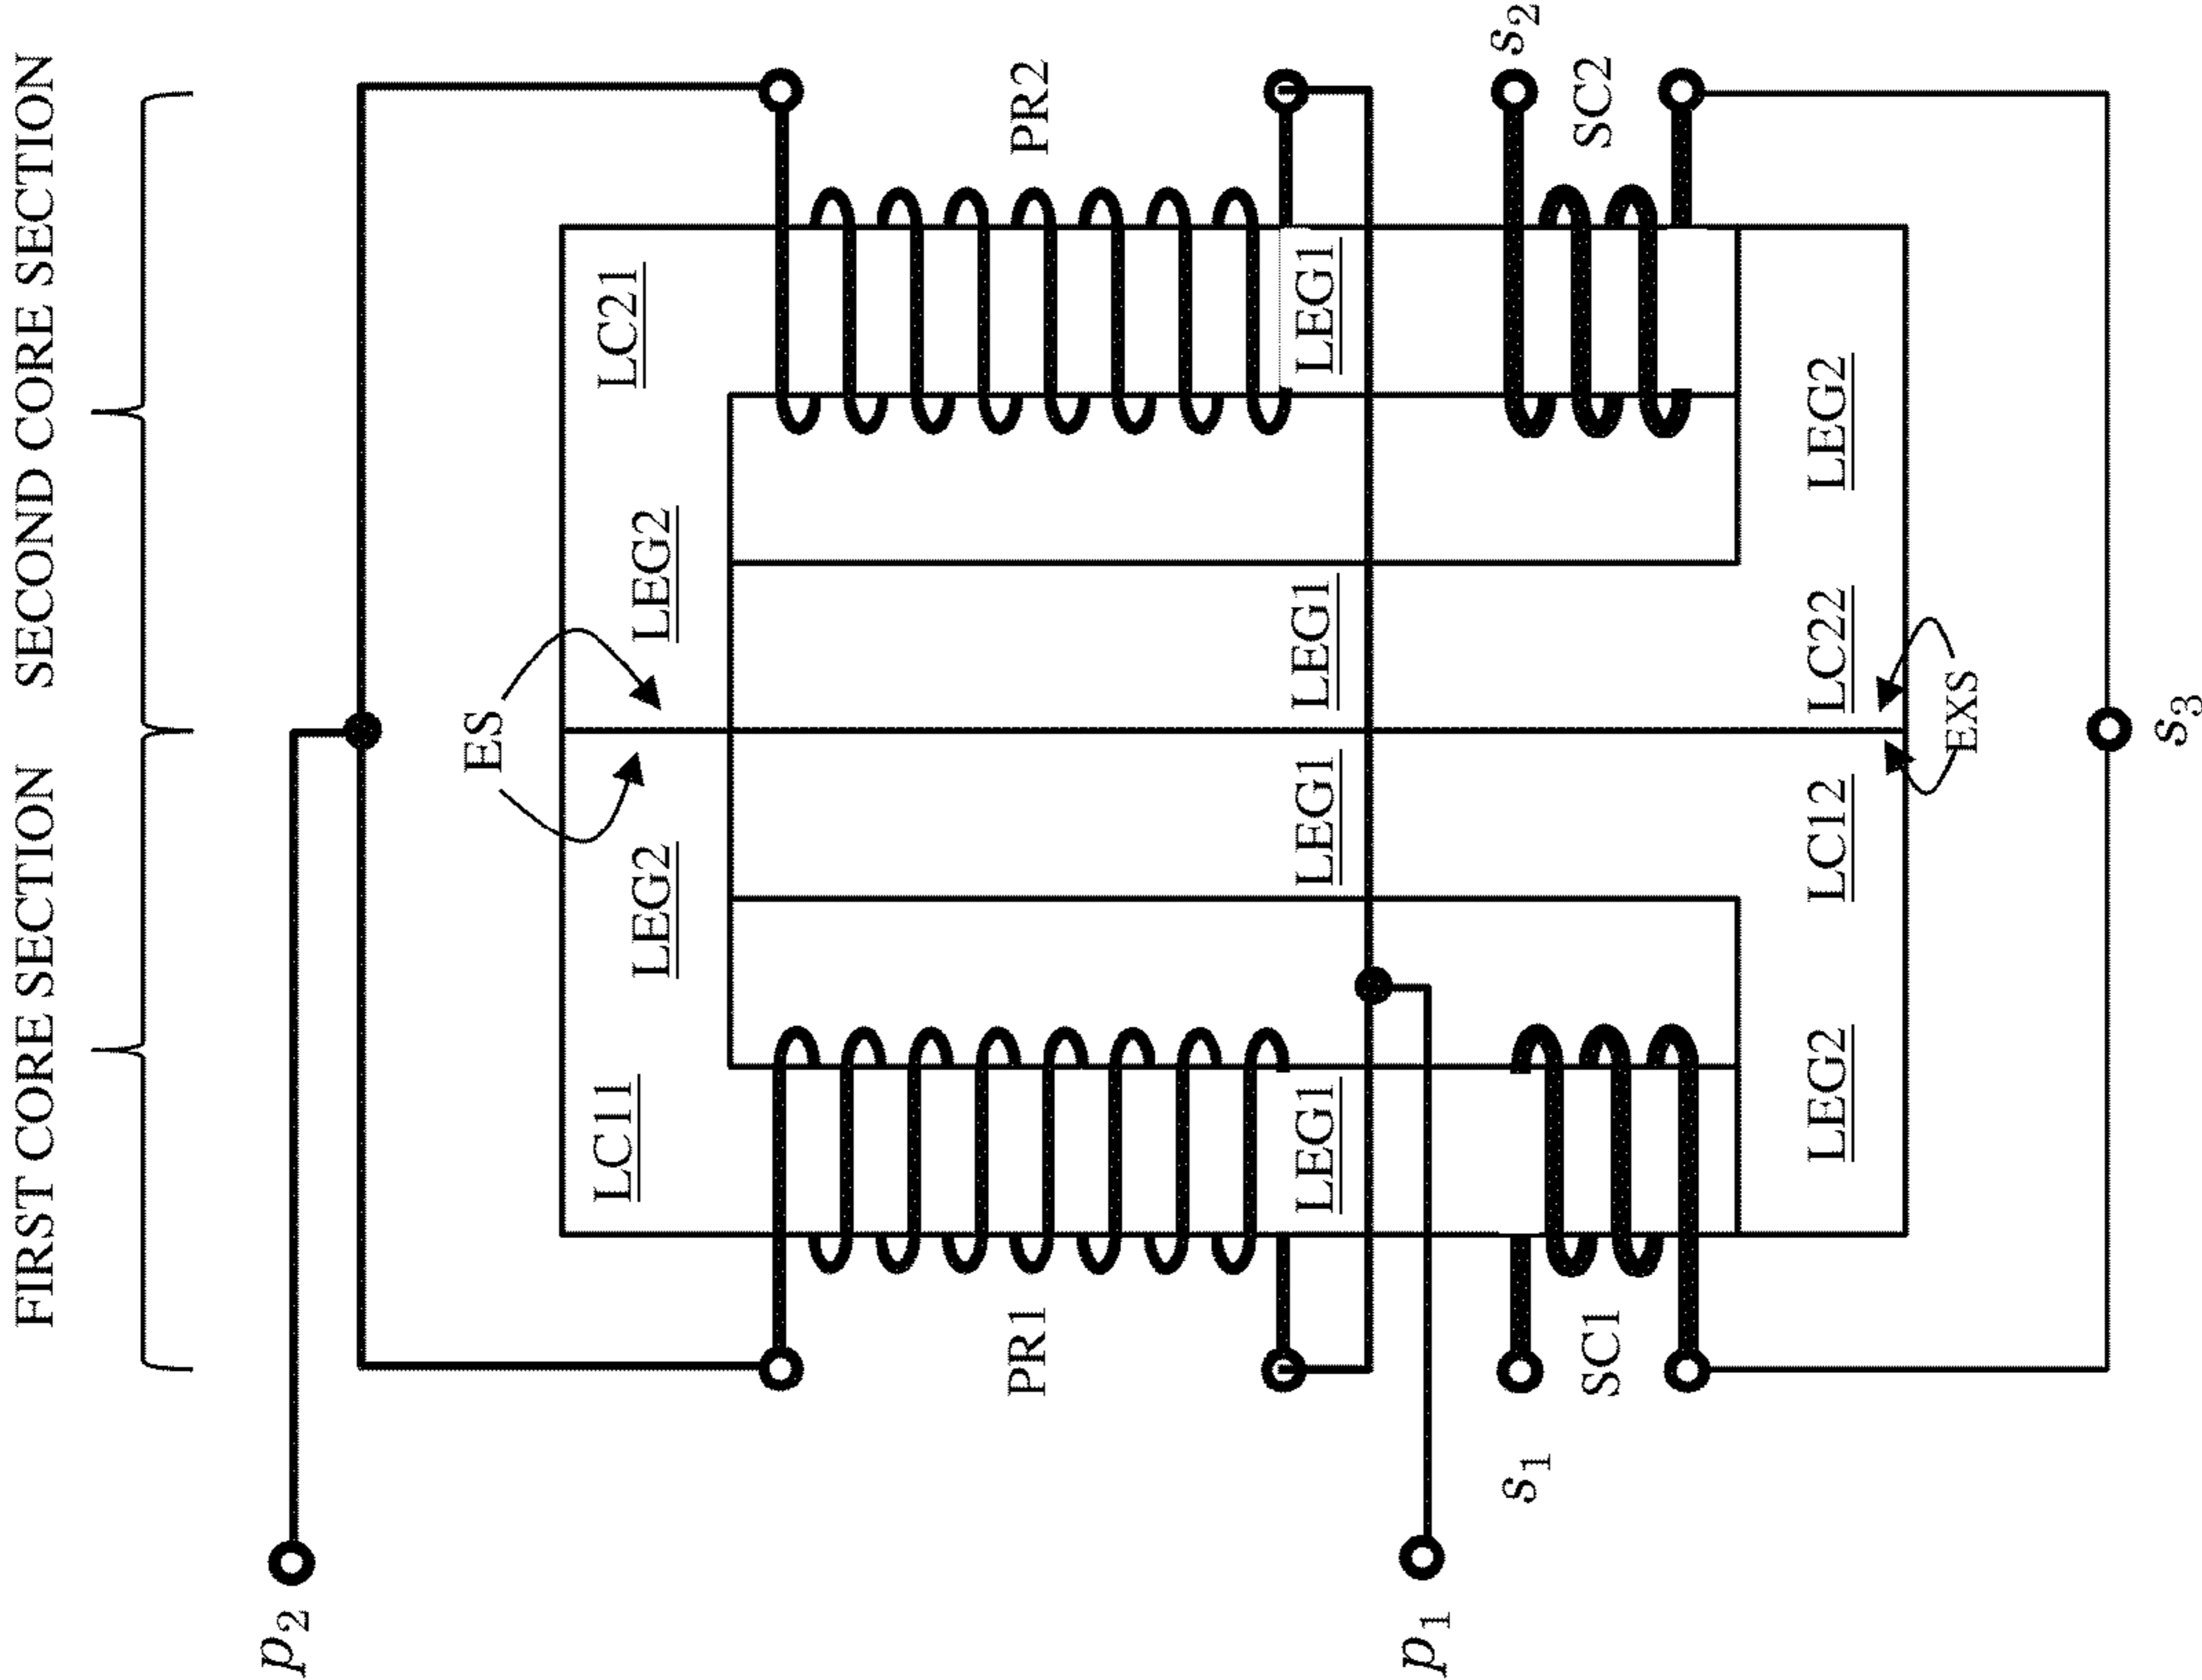 FIRST CORE SECTION SECOND CORE SECTION
p₂
ES
LC11 LEG2 LEG2 LC21
PR1 PR2
LEG1 LEG1 LEG1 LEG1
p₁
s₁ s₂
SC1 SC2
LEG2 LC12 LC22 LEG2
EXS
s₃